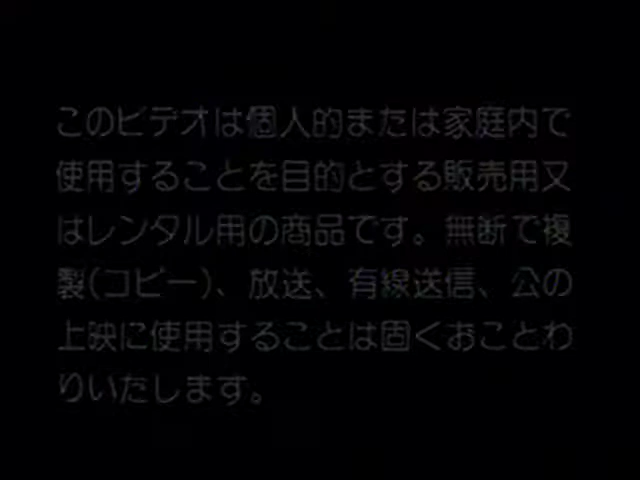 このビデオは個人的または家庭内で
使用することを目的とする販売用又
はレンタル用の商品です。無断で複
製(コピー)、放送、有線送信、公の
上映に使用することは固くおことわ
りいたします。